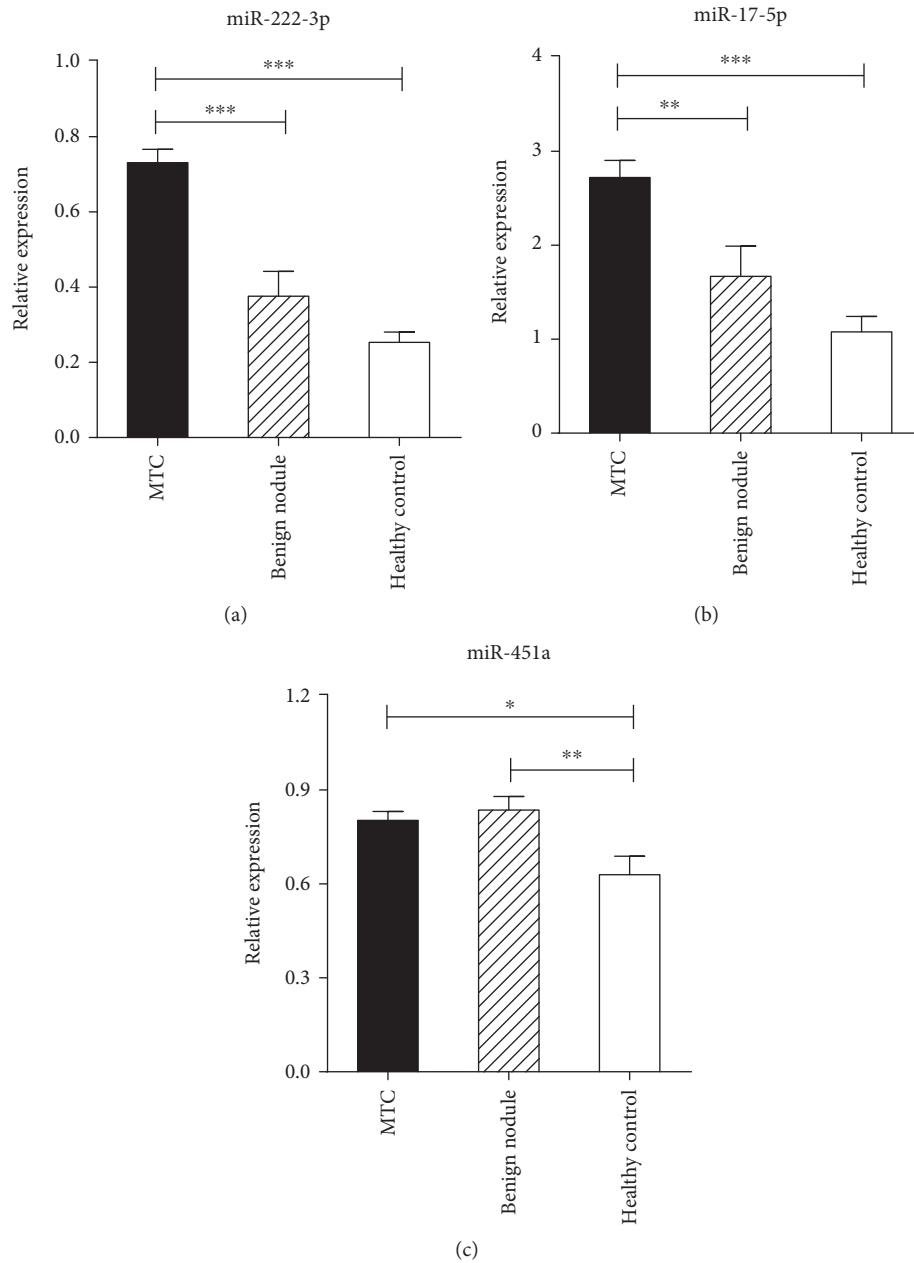 miR-222-3p
1.0
0.8
0.6
0.4
0.2
0.0
Relative expression
***
***
MTC
Benign nodule
Healthy control
(a)
miR-17-5p
4
3
2
1
0
Relative expression
***
**
MTC
Benign nodule
Healthy control
(b)
miR-451a
1.2
0.9
0.6
0.3
0.0
Relative expression
*
**
MTC
Benign nodule
Healthy control
(c)